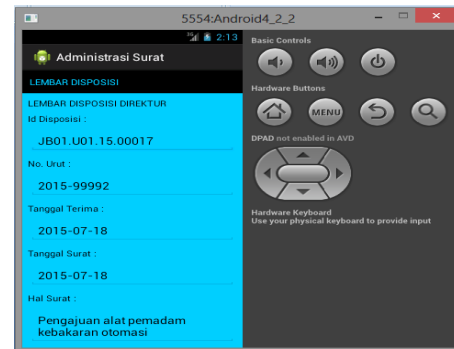 5554:Android4_2_2
3G 2:13
Administrasi Surat
LEMBAR DISPOSISI
LEMBAR DISPOSISI DIREKTUR
Id Disposisi :
JB01.U01.15.00017
No. Urut :
2015-99992
Tanggal Terima :
2015-07-18
Tanggal Surat :
2015-07-18
Hal Surat :
Pengajuan alat pemadam
kebakaran otomasi
Basic Controls
Hardware Buttons
MENU
DPAD not enabled in AVD
Hardware Keyboard
Use your physical keyboard to provide input